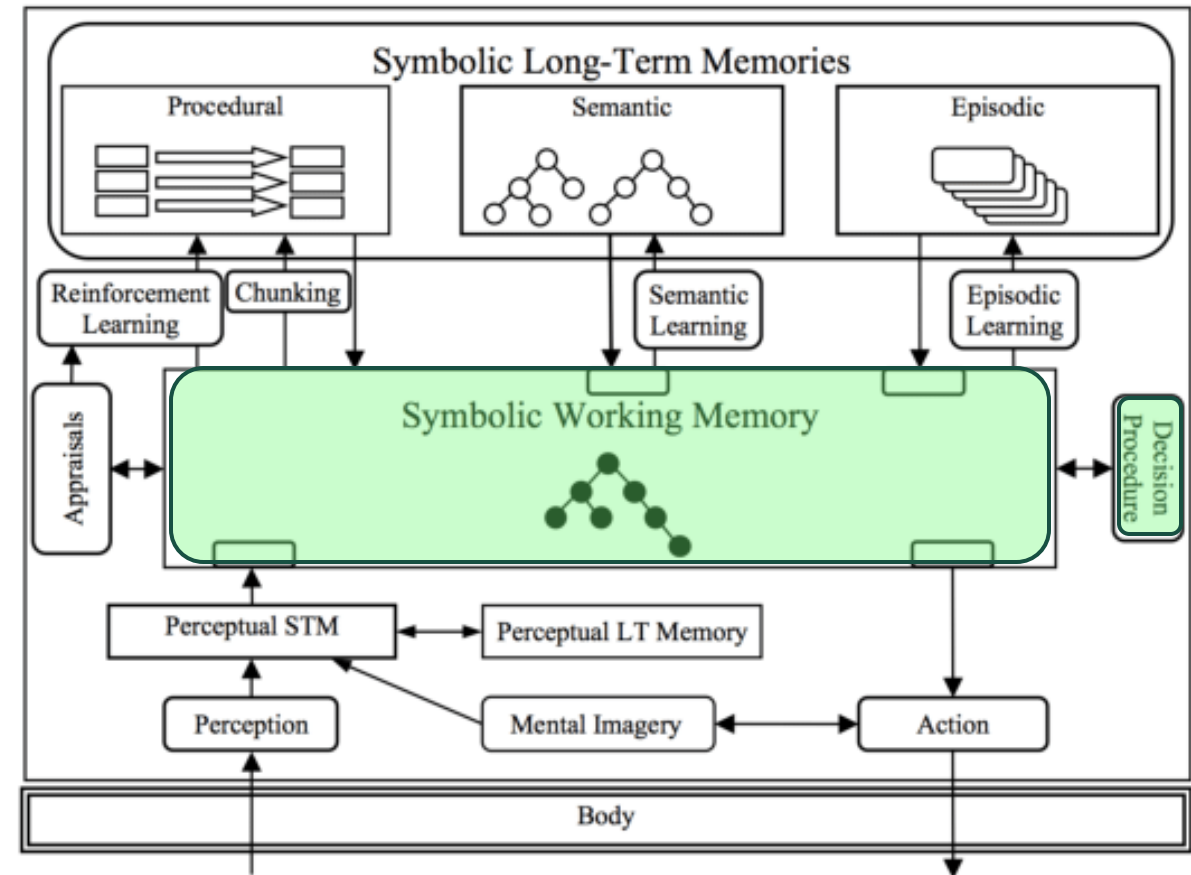 Symbolic Long-Term Memories
Procedural
Semantic
Episodic
Reinforcement
Learning
Chunking
Semantic
Learning
Episodic
Learning
Appraisals
Symbolic Working Memory
Decision
Procedure
Perceptual STM
Perceptual LT Memory
Perception
Mental Imagery
Action
Body